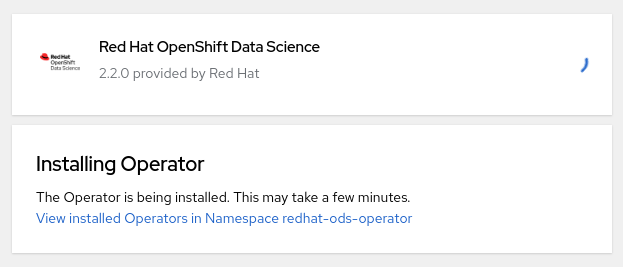 Red Hat
OpenShift
Data Science
Red Hat OpenShift Data Science
2.2.0 provided by Red Hat
Installing Operator
The Operator is being installed. This may take a few minutes.
View installed Operators in Namespace redhat-ods-operator